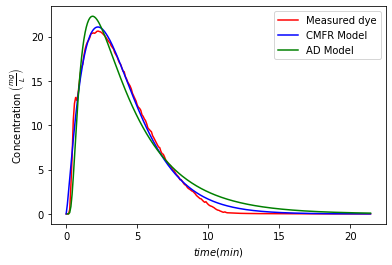 Measured dye
CMFR Model
AD Model
Concentration (mg/L)
20
15
10
5
0
0 5 10 15 20
time(min)